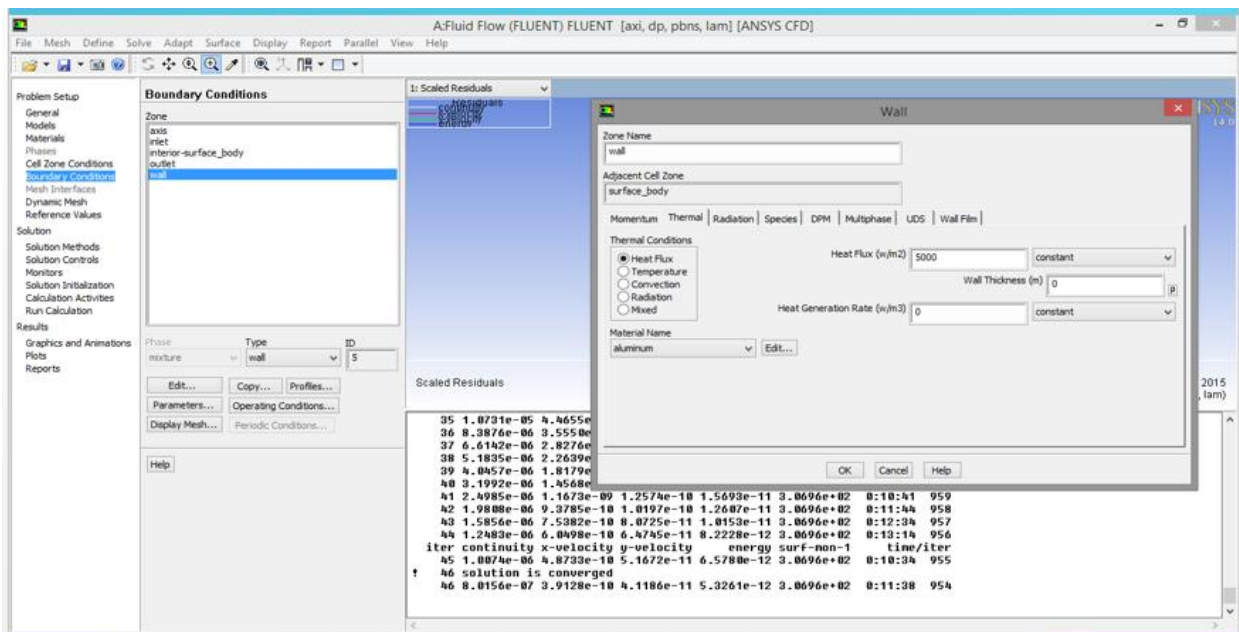 A:Fluid Flow (FLUENT) FLUENT [axi, dp, pbns, lam] [ANSYS CFD]
File Mesh Define Solve Adapt Surface Display Report Parallel View Help
Problem Setup
General
Models
Materials
Phases
Cell Zone Conditions
Boundary Conditions
Mesh Interfaces
Dynamic Mesh
Reference Values
Solution
Solution Methods
Solution Controls
Monitors
Solution Initialization
Calculation Activities
Run Calculation
Results
Graphics and Animations
Plots
Reports
Boundary Conditions
Zone
axis
inlet
interior-surface_body
outlet
wall
Phase Type ID
mixture wall 5
Edit... Copy... Profiles...
Parameters... Operating Conditions...
Display Mesh... Periodic Conditions...
Help
1: Scaled Residuals
Residuals
continuity
energy
14.0
Scaled Residuals
2015
, lam)
Wall
Zone Name
wall
Adjacent Cell Zone
surface_body
Momentum Thermal Radiation Species DPM Multiphase UDS Wall Film
Thermal Conditions
Heat Flux
Temperature
Convection
Radiation
Mixed
Heat Flux (w/m2) 5000 constant
Wall Thickness (m) 0 P
Heat Generation Rate (w/m3) 0 constant
Material Name
aluminum Edit...
OK Cancel Help
35 1.0731e-05 4.4655e
36 8.3876e-06 3.5550e
37 6.6142e-06 2.8276e
38 5.1835e-06 2.2639e
39 4.0457e-06 1.8179e
40 3.1992e-06 1.4568e
41 2.4985e-06 1.1673e-09 1.2574e-10 1.5693e-11 3.0696e+02 0:10:41 959
42 1.9808e-06 9.3785e-10 1.0197e-10 1.2607e-11 3.0696e+02 0:11:44 958
43 1.5856e-06 7.5382e-10 8.0725e-11 1.0153e-11 3.0696e+02 0:12:34 957
44 1.2483e-06 6.0498e-10 6.4745e-11 8.2228e-12 3.0696e+02 0:13:14 956
iter continuity x-velocity y-velocity energy surf-mon-1 time/iter
45 1.0074e-06 4.8733e-10 5.1672e-11 6.5780e-12 3.0696e+02 0:10:34 955
! 46 solution is converged
46 8.0156e-07 3.9128e-10 4.1186e-11 5.3261e-12 3.0696e+02 0:11:38 954